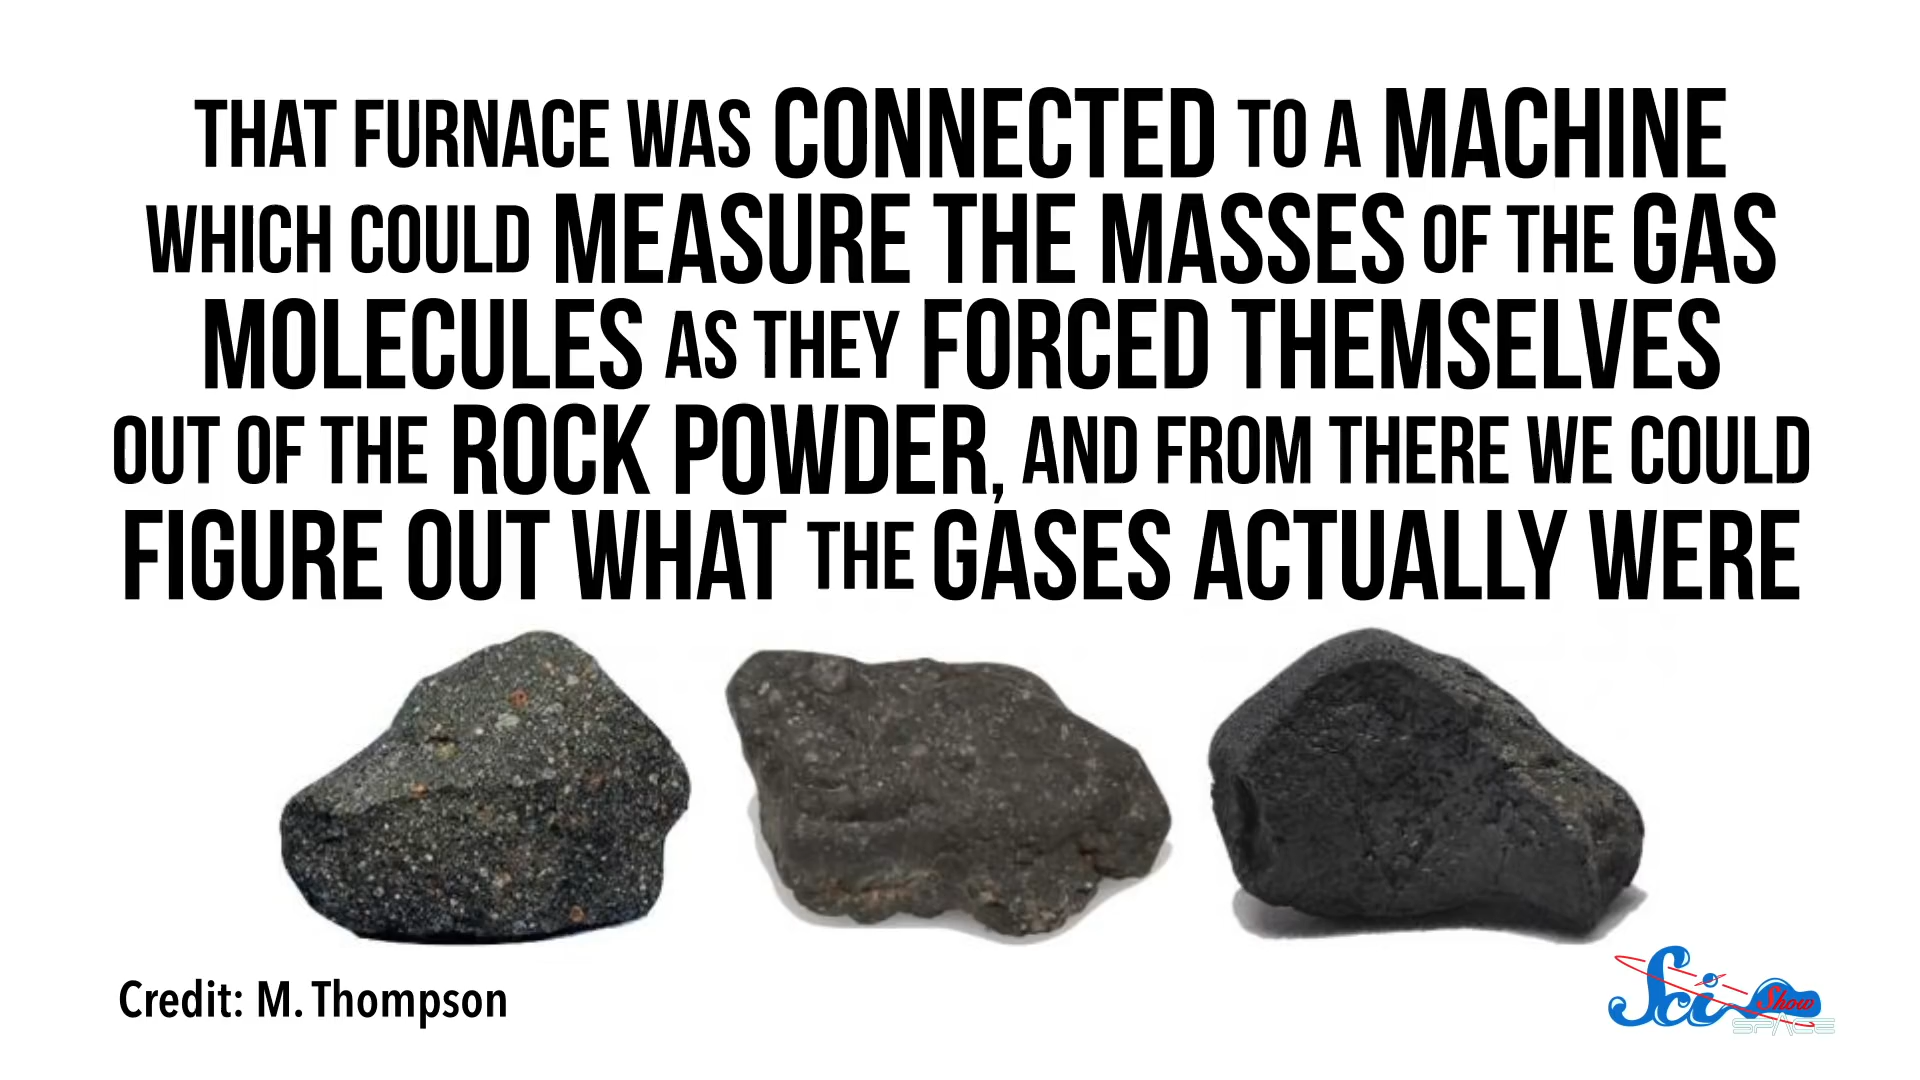 THAT FURNACE WAS CONNECTED TO A MACHINE
WHICH COULD MEASURE THE MASSES OF THE GAS
MOLECULES AS THEY FORCED THEMSELVES
OUT OF THE ROCK POWDER, AND FROM THERE WE COULD
FIGURE OUT WHAT THE GASES ACTUALLY WERE
Credit: M. Thompson
Sci Show
SPACE